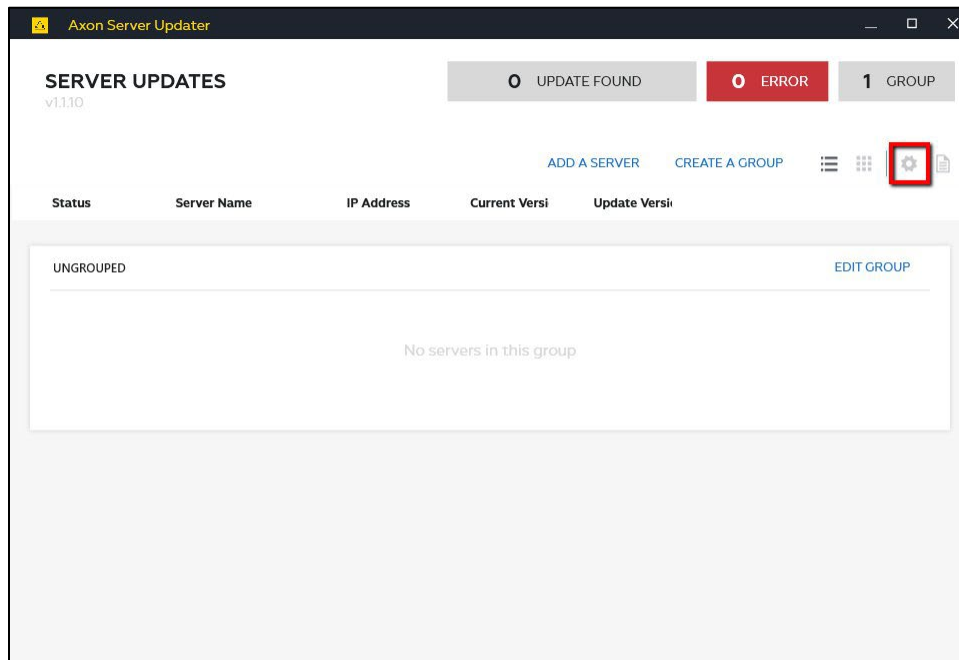 Axon Server Updater
SERVER UPDATES
v1.1.10
0 UPDATE FOUND
0 ERROR
1 GROUP
ADD A SERVER
CREATE A GROUP
Status Server Name IP Address Current Versi Update Versi
UNGROUPED
EDIT GROUP
No servers in this group